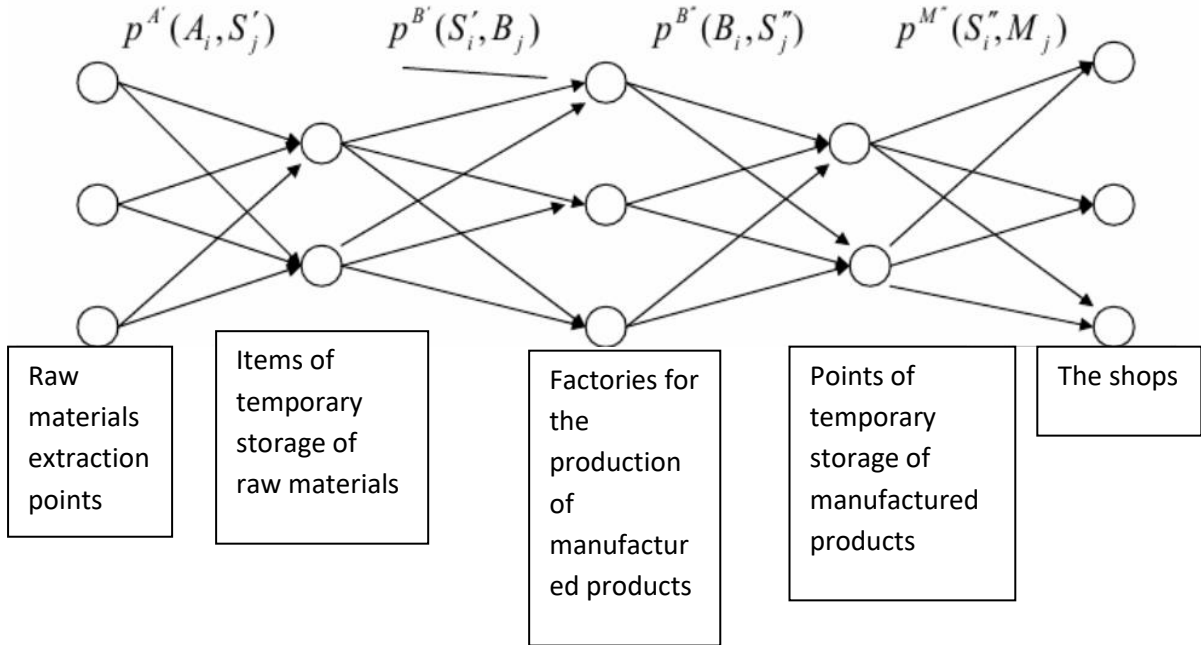 p^{A'}(A_i, S'_j)
p^{B'}(S'_i, B_j)
p^{B''}(B_i, S''_j)
p^{M''}(S''_i, M_j)
Raw
materials
extraction
points
Items of
temporary
storage of
raw materials
Factories for
the
production
of
manufactur
ed products
Points of
temporary
storage of
manufactured
products
The shops